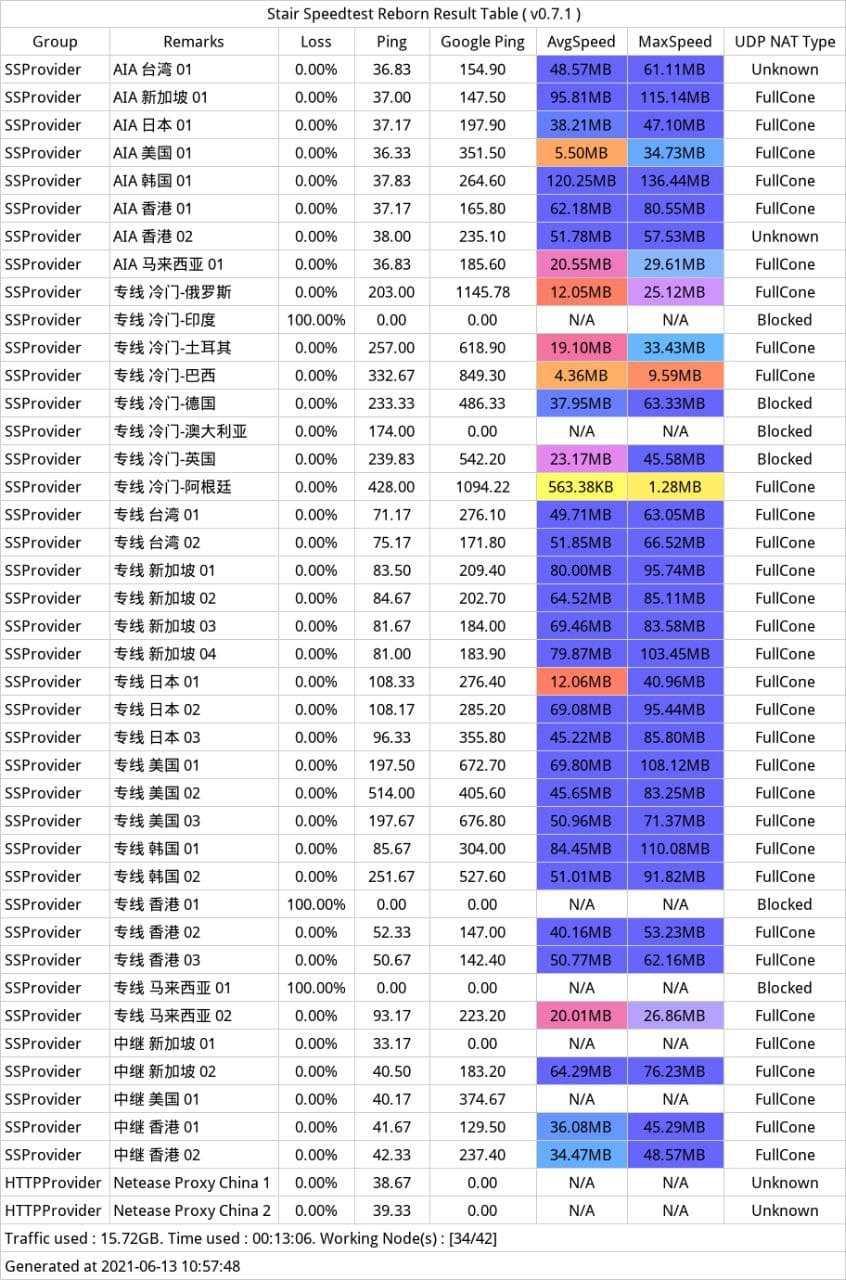 Stair Speedtest Reborn Result Table ( v0.7.1 )
Group Remarks Loss Ping Google Ping AvgSpeed MaxSpeed UDP NAT Type
SSProvider AIA 台湾 01 0.00% 36.83 154.90 48.57MB 61.11MB Unknown
SSProvider AIA 新加坡 01 0.00% 37.00 147.50 95.81MB 115.14MB FullCone
SSProvider AIA 日本 01 0.00% 37.17 197.90 38.21MB 47.10MB FullCone
SSProvider AIA 美国 01 0.00% 36.33 351.50 5.50MB 34.73MB FullCone
SSProvider AIA 韩国 01 0.00% 37.83 264.60 120.25MB 136.44MB FullCone
SSProvider AIA 香港 01 0.00% 37.17 165.80 62.18MB 80.55MB FullCone
SSProvider AIA 香港 02 0.00% 38.00 235.10 51.78MB 57.53MB Unknown
SSProvider AIA 马来西亚 01 0.00% 36.83 185.60 20.55MB 29.61MB FullCone
SSProvider 专线 冷门-俄罗斯 0.00% 203.00 1145.78 12.05MB 25.12MB FullCone
SSProvider 专线 冷门-印度 100.00% 0.00 0.00 N/A N/A Blocked
SSProvider 专线 冷门-土耳其 0.00% 257.00 618.90 19.10MB 33.43MB FullCone
SSProvider 专线 冷门-巴西 0.00% 332.67 849.30 4.36MB 9.59MB FullCone
SSProvider 专线 冷门-德国 0.00% 233.33 486.33 37.95MB 63.33MB Blocked
SSProvider 专线 冷门-澳大利亚 0.00% 174.00 0.00 N/A N/A Blocked
SSProvider 专线 冷门-英国 0.00% 239.83 542.20 23.17MB 45.58MB Blocked
SSProvider 专线 冷门-阿根廷 0.00% 428.00 1094.22 563.38KB 1.28MB FullCone
SSProvider 专线 台湾 01 0.00% 71.17 276.10 49.71MB 63.05MB FullCone
SSProvider 专线 台湾 02 0.00% 75.17 171.80 51.85MB 66.52MB FullCone
SSProvider 专线 新加坡 01 0.00% 83.50 209.40 80.00MB 95.74MB FullCone
SSProvider 专线 新加坡 02 0.00% 84.67 202.70 64.52MB 85.11MB FullCone
SSProvider 专线 新加坡 03 0.00% 81.67 184.00 69.46MB 83.58MB FullCone
SSProvider 专线 新加坡 04 0.00% 81.00 183.90 79.87MB 103.45MB FullCone
SSProvider 专线 日本 01 0.00% 108.33 276.40 12.06MB 40.96MB FullCone
SSProvider 专线 日本 02 0.00% 108.17 285.20 69.08MB 95.44MB FullCone
SSProvider 专线 日本 03 0.00% 96.33 355.80 45.22MB 85.80MB FullCone
SSProvider 专线 美国 01 0.00% 197.50 672.70 69.80MB 108.12MB FullCone
SSProvider 专线 美国 02 0.00% 514.00 405.60 45.65MB 83.25MB FullCone
SSProvider 专线 美国 03 0.00% 197.67 676.80 50.96MB 71.37MB FullCone
SSProvider 专线 韩国 01 0.00% 85.67 304.00 84.45MB 110.08MB FullCone
SSProvider 专线 韩国 02 0.00% 251.67 527.60 51.01MB 91.82MB FullCone
SSProvider 专线 香港 01 100.00% 0.00 0.00 N/A N/A Blocked
SSProvider 专线 香港 02 0.00% 52.33 147.00 40.16MB 53.23MB FullCone
SSProvider 专线 香港 03 0.00% 50.67 142.40 50.77MB 62.16MB FullCone
SSProvider 专线 马来西亚 01 100.00% 0.00 0.00 N/A N/A Blocked
SSProvider 专线 马来西亚 02 0.00% 93.17 223.20 20.01MB 26.86MB FullCone
SSProvider 中继 新加坡 01 0.00% 33.17 0.00 N/A N/A FullCone
SSProvider 中继 新加坡 02 0.00% 40.50 183.20 64.29MB 76.23MB FullCone
SSProvider 中继 美国 01 0.00% 40.17 374.67 N/A N/A FullCone
SSProvider 中继 香港 01 0.00% 41.67 129.50 36.08MB 45.29MB FullCone
SSProvider 中继 香港 02 0.00% 42.33 237.40 34.47MB 48.57MB FullCone
HTTPProvider Netease Proxy China 1 0.00% 38.67 0.00 N/A N/A Unknown
HTTPProvider Netease Proxy China 2 0.00% 39.33 0.00 N/A N/A Unknown
Traffic used : 15.72GB. Time used : 00:13:06. Working Node(s) : [34/42]
Generated at 2021-06-13 10:57:48